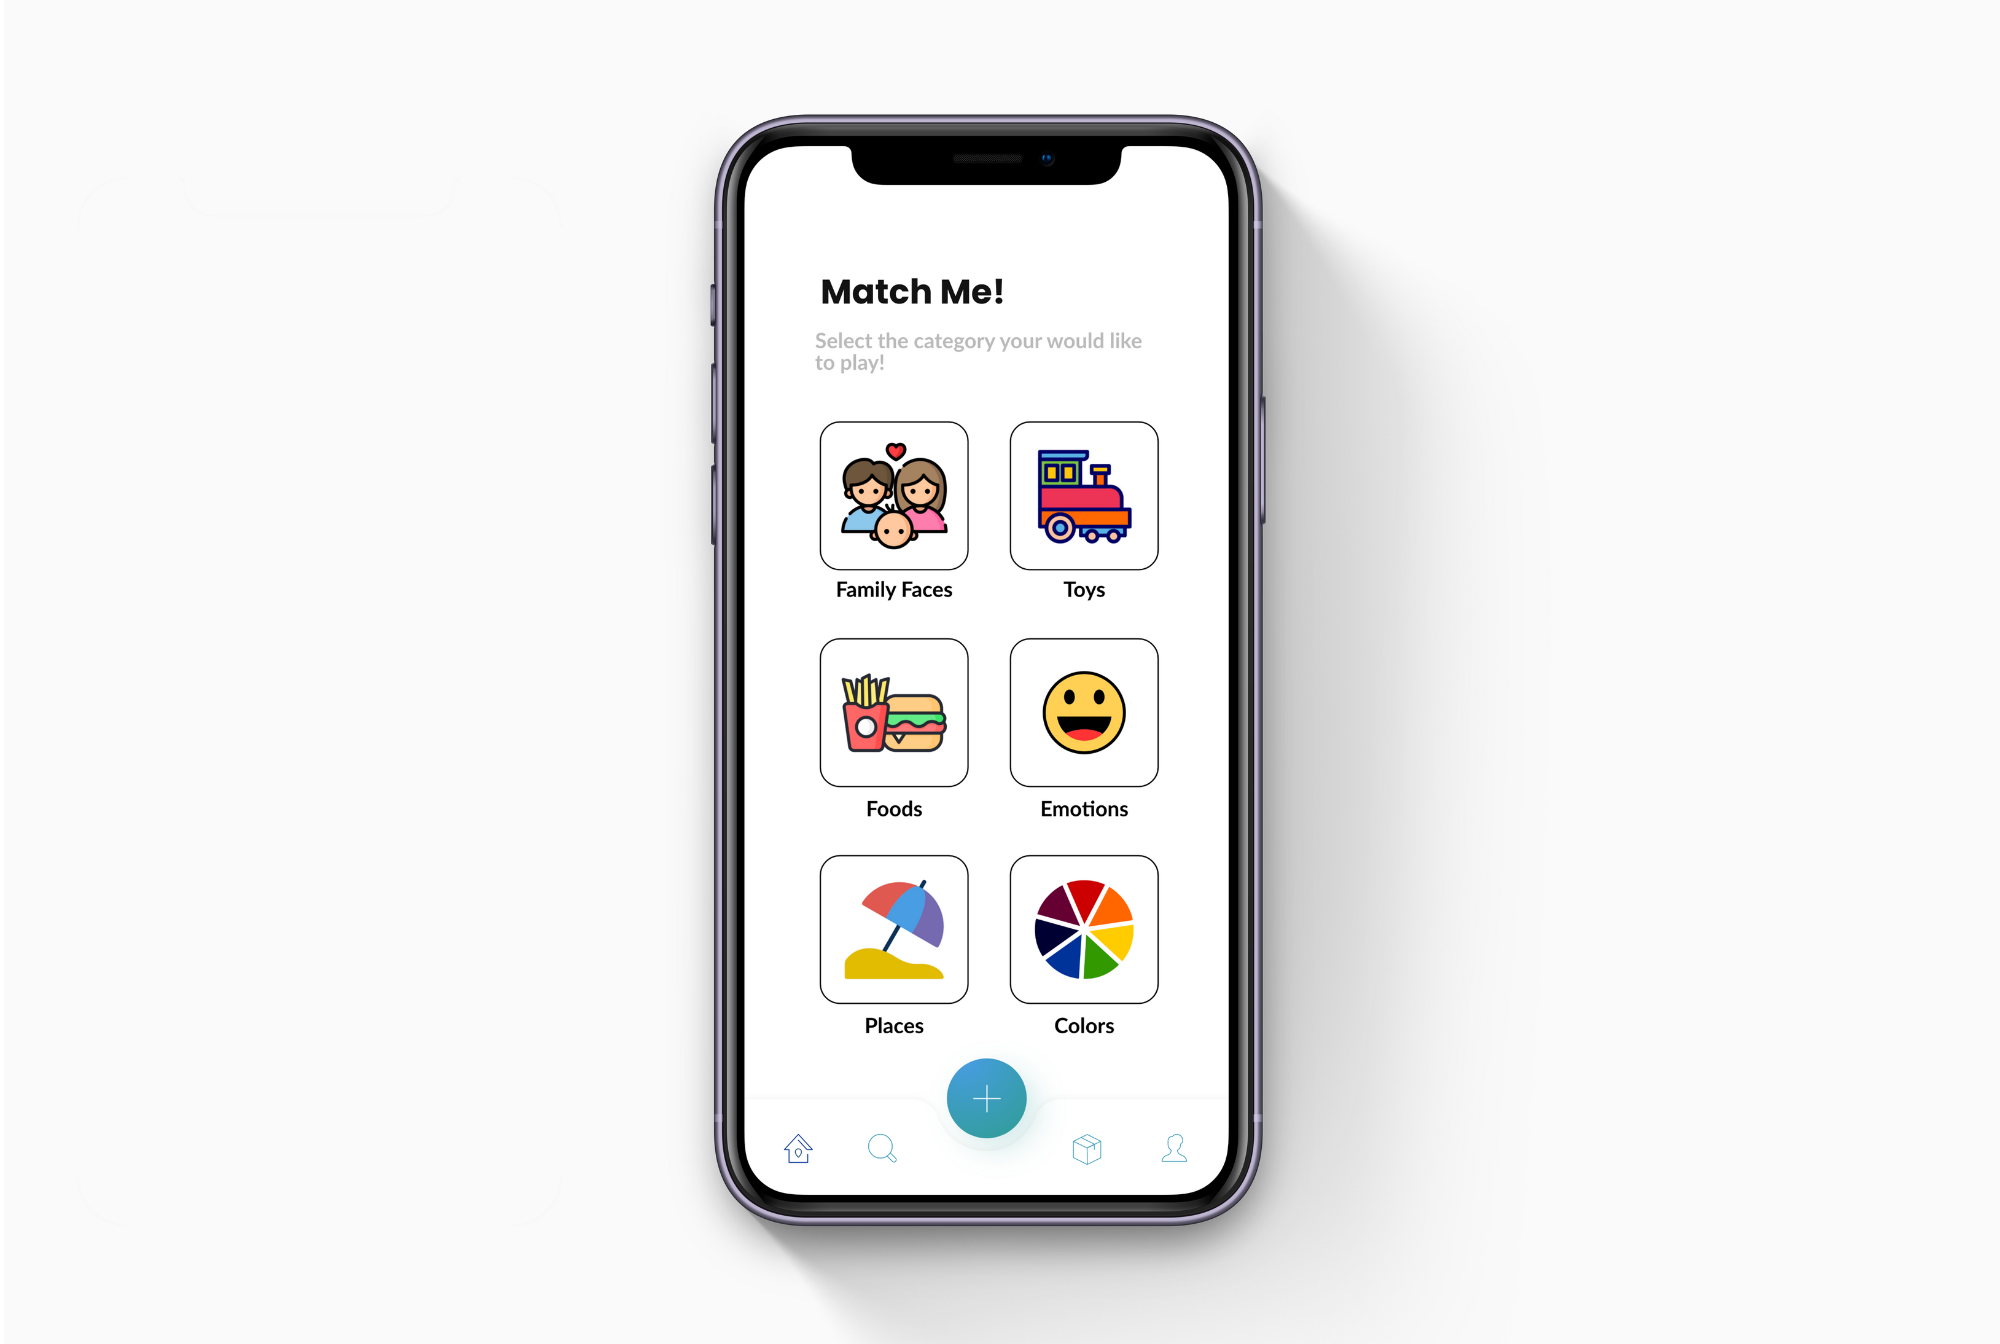 Match Me!
Select the category your would like
to play!
Family Faces
Toys
Foods
Emotions
Places
Colors